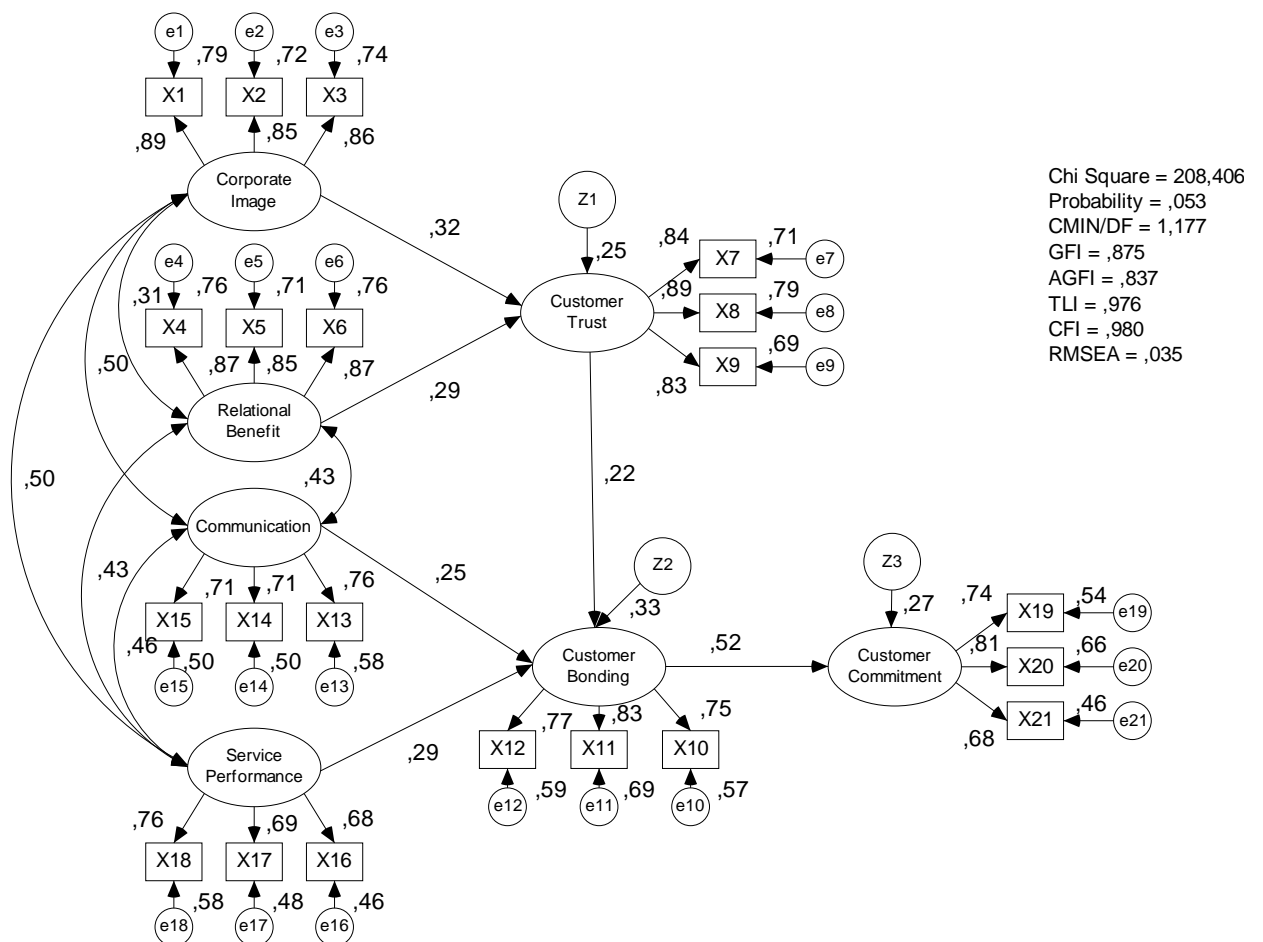 e1
e2
e3
,79
,72
,74
X1
X2
X3
,89
,85
,86
Corporate
Image
Chi Square = 208,406
Probability = ,053
CMIN/DF = 1,177
GFI = ,875
AGFI = ,837
TLI = ,976
CFI = ,980
RMSEA = ,035
Z1
,32
,25
,84
,71
X7
e7
,89
,79
X8
e8
,69
X9
e9
,83
Customer
Trust
e4
e5
e6
,31
,76
,71
,76
X4
X5
X6
,50
,87
,85
,87
,29
Relational
Benefit
,50
,43
,22
Communication
,43
,25
Z2
Z3
,71
,71
,76
X15
X14
X13
,46
,50
,50
,58
e15
e14
e13
,33
,27
Customer
Bonding
,52
Customer
Commitment
,74
,54
X19
e19
,81
,66
X20
e20
,46
X21
e21
,68
,77
,83
,75
X12
X11
X10
,59
,69
,57
e12
e11
e10
Service
Performance
,29
,76
,69
,68
X18
X17
X16
,58
,48
,46
e18
e17
e16